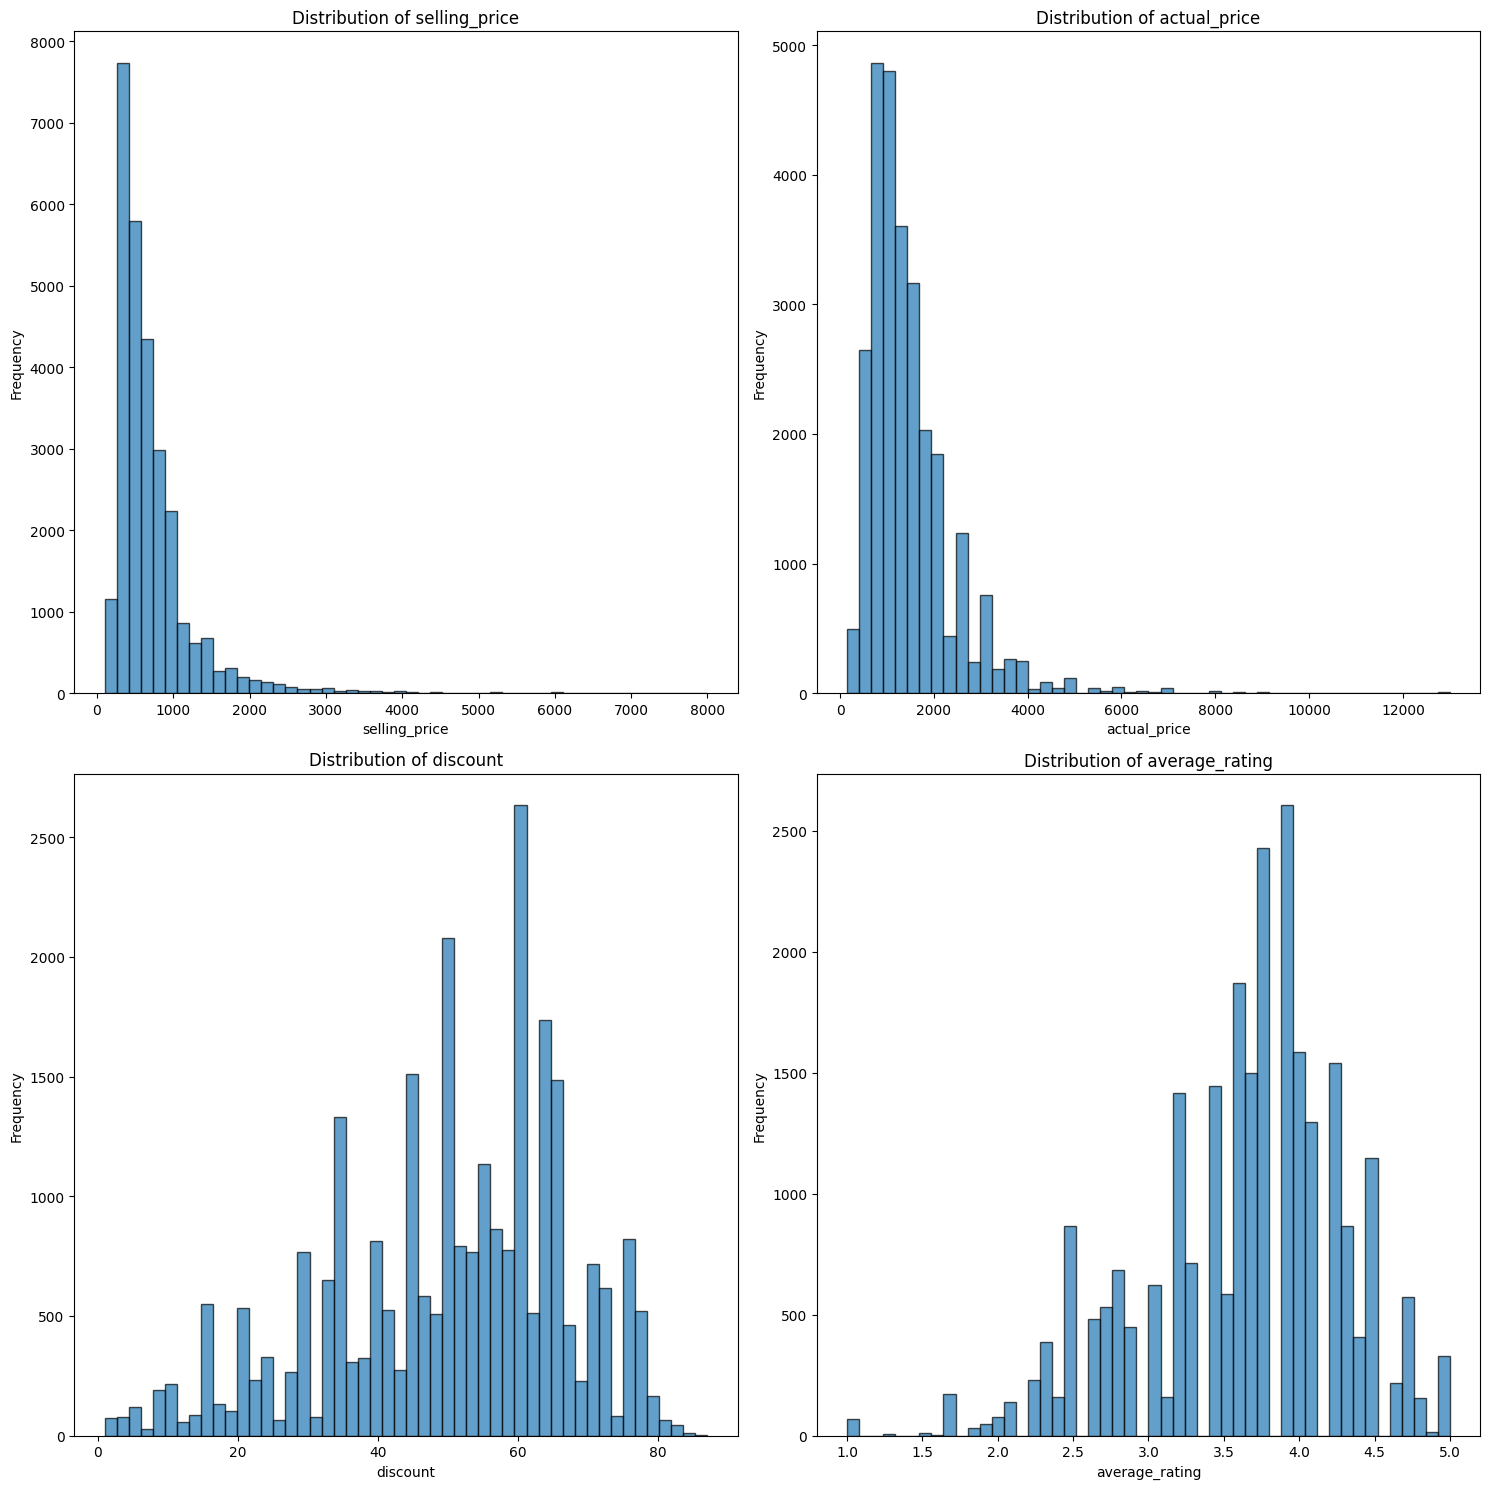 Distribution of selling_price
8000
7000
6000
5000
4000
3000
2000
1000
0
Frequency
0 1000 2000 3000 4000 5000 6000 7000 8000
selling_price
Distribution of actual_price
5000
4000
3000
2000
1000
0
Frequency
0 2000 4000 6000 8000 10000 12000
actual_price
Distribution of discount
2500
2000
1500
1000
500
0
Frequency
0 20 40 60 80
discount
Distribution of average_rating
2500
2000
1500
1000
500
0
Frequency
1.0 1.5 2.0 2.5 3.0 3.5 4.0 4.5 5.0
average_rating